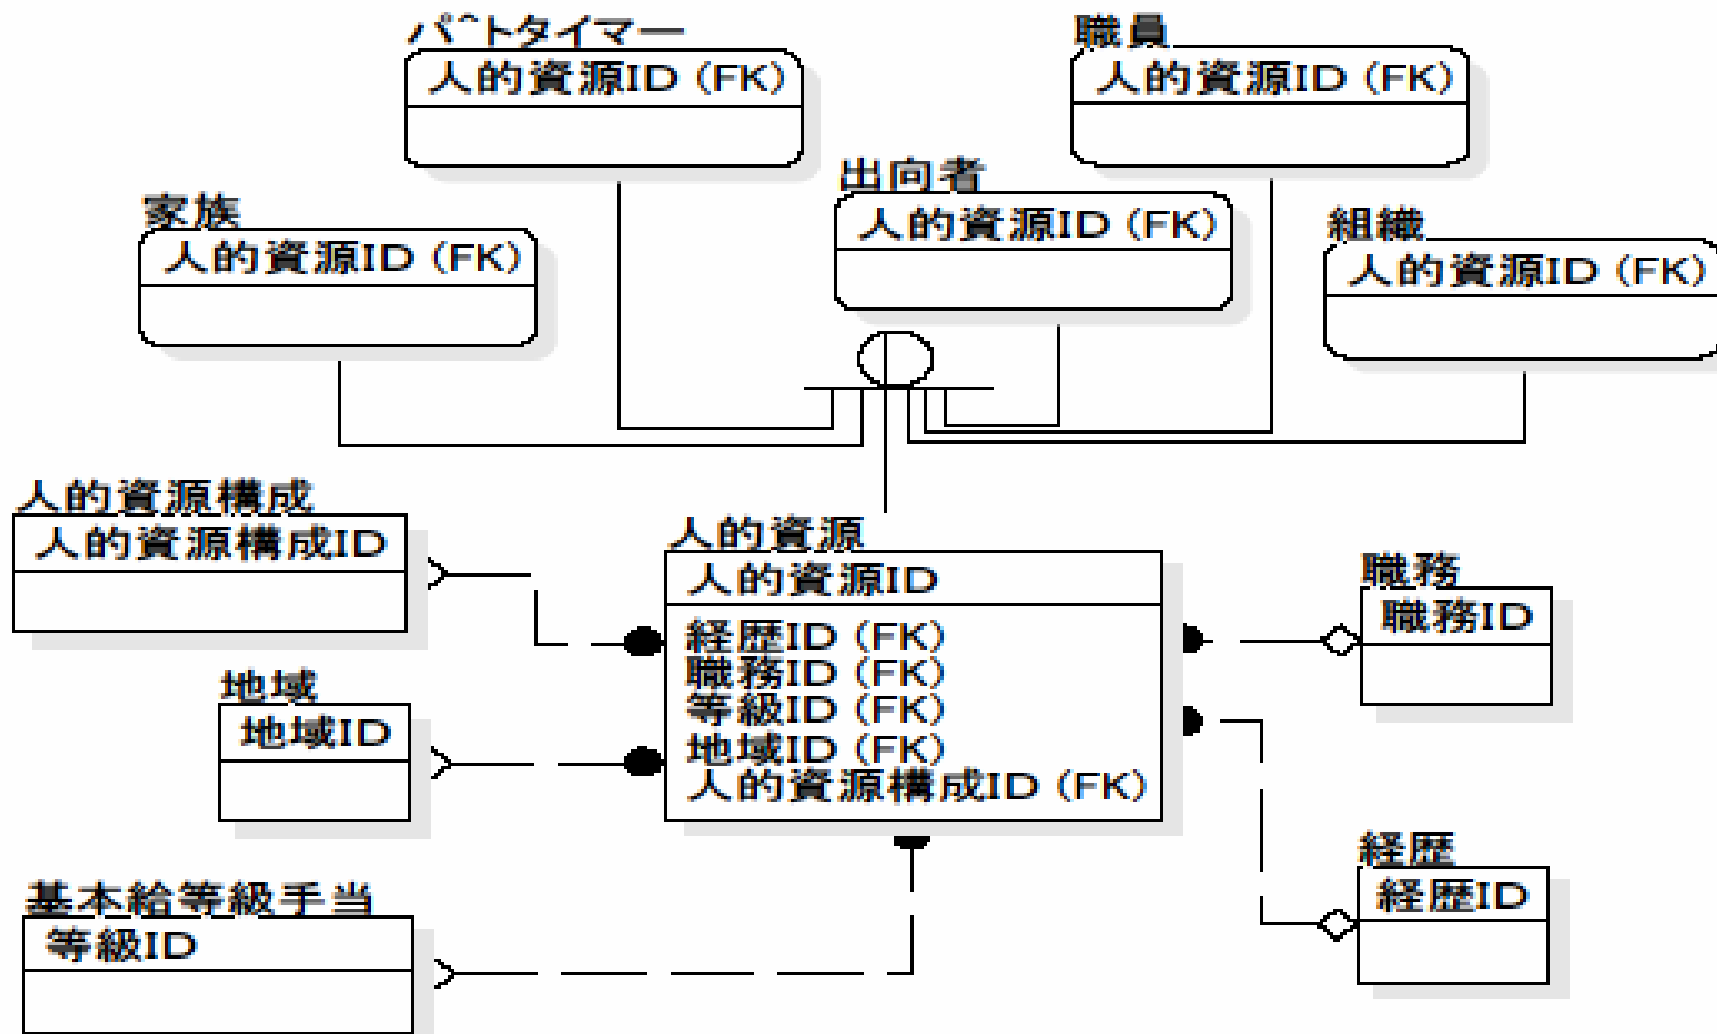 パートタイマー
人的資源ID (FK)
職員
人的資源ID (FK)
出向者
人的資源ID (FK)
家族
人的資源ID (FK)
組織
人的資源ID (FK)
人的資源構成
人的資源構成ID
人的資源
人的資源ID
経歴ID (FK)
職務ID (FK)
等級ID (FK)
地域ID (FK)
人的資源構成ID (FK)
職務
職務ID
地域
地域ID
経歴
経歴ID
基本給等級手当
等級ID